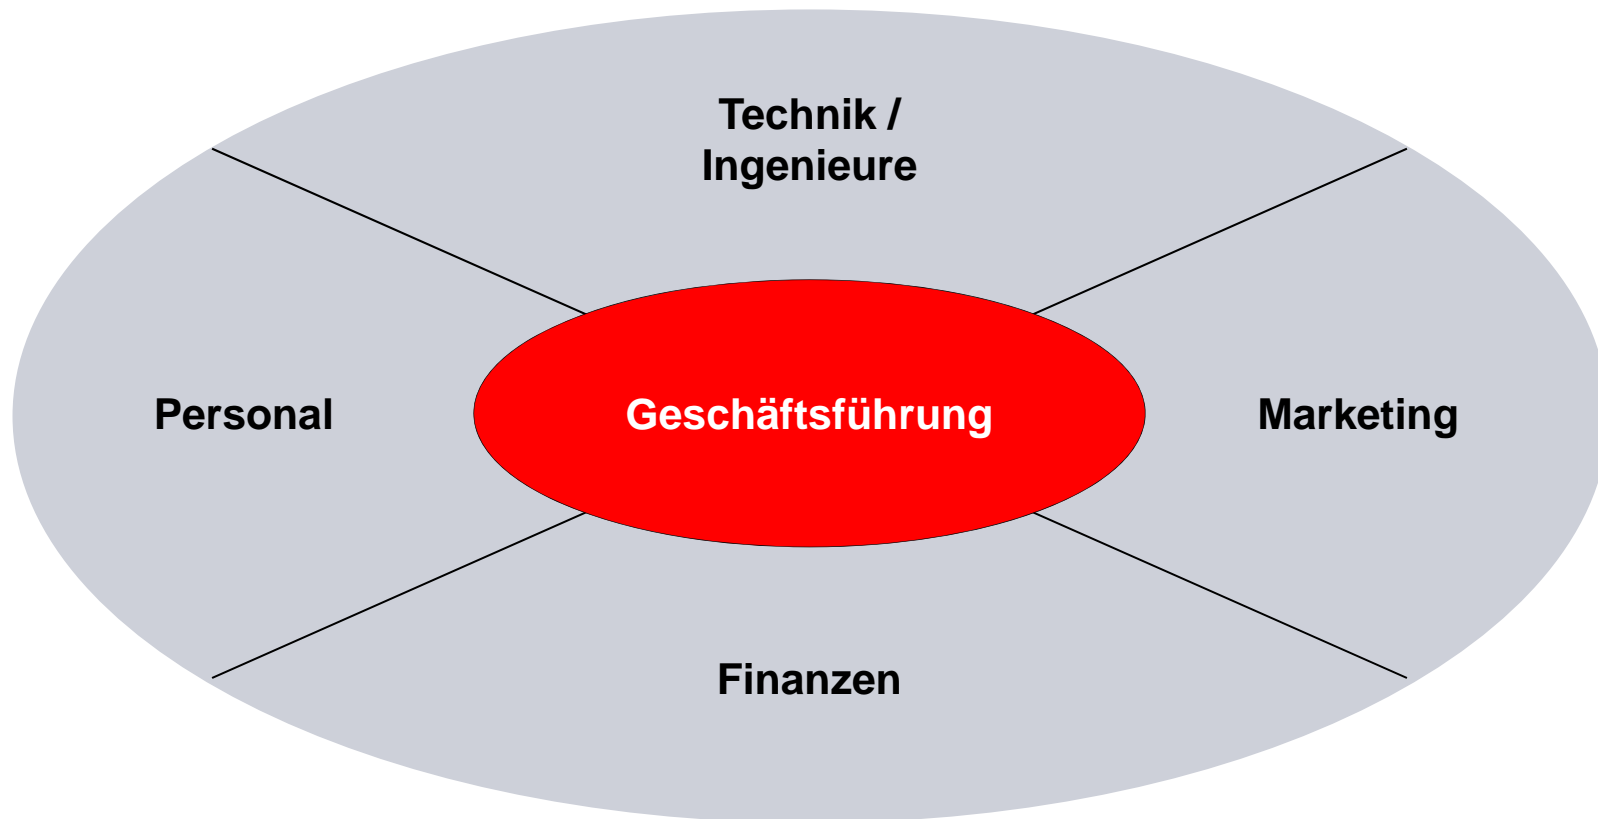 Technik /
Ingenieure
Personal
Geschäftsführung
Marketing
Finanzen